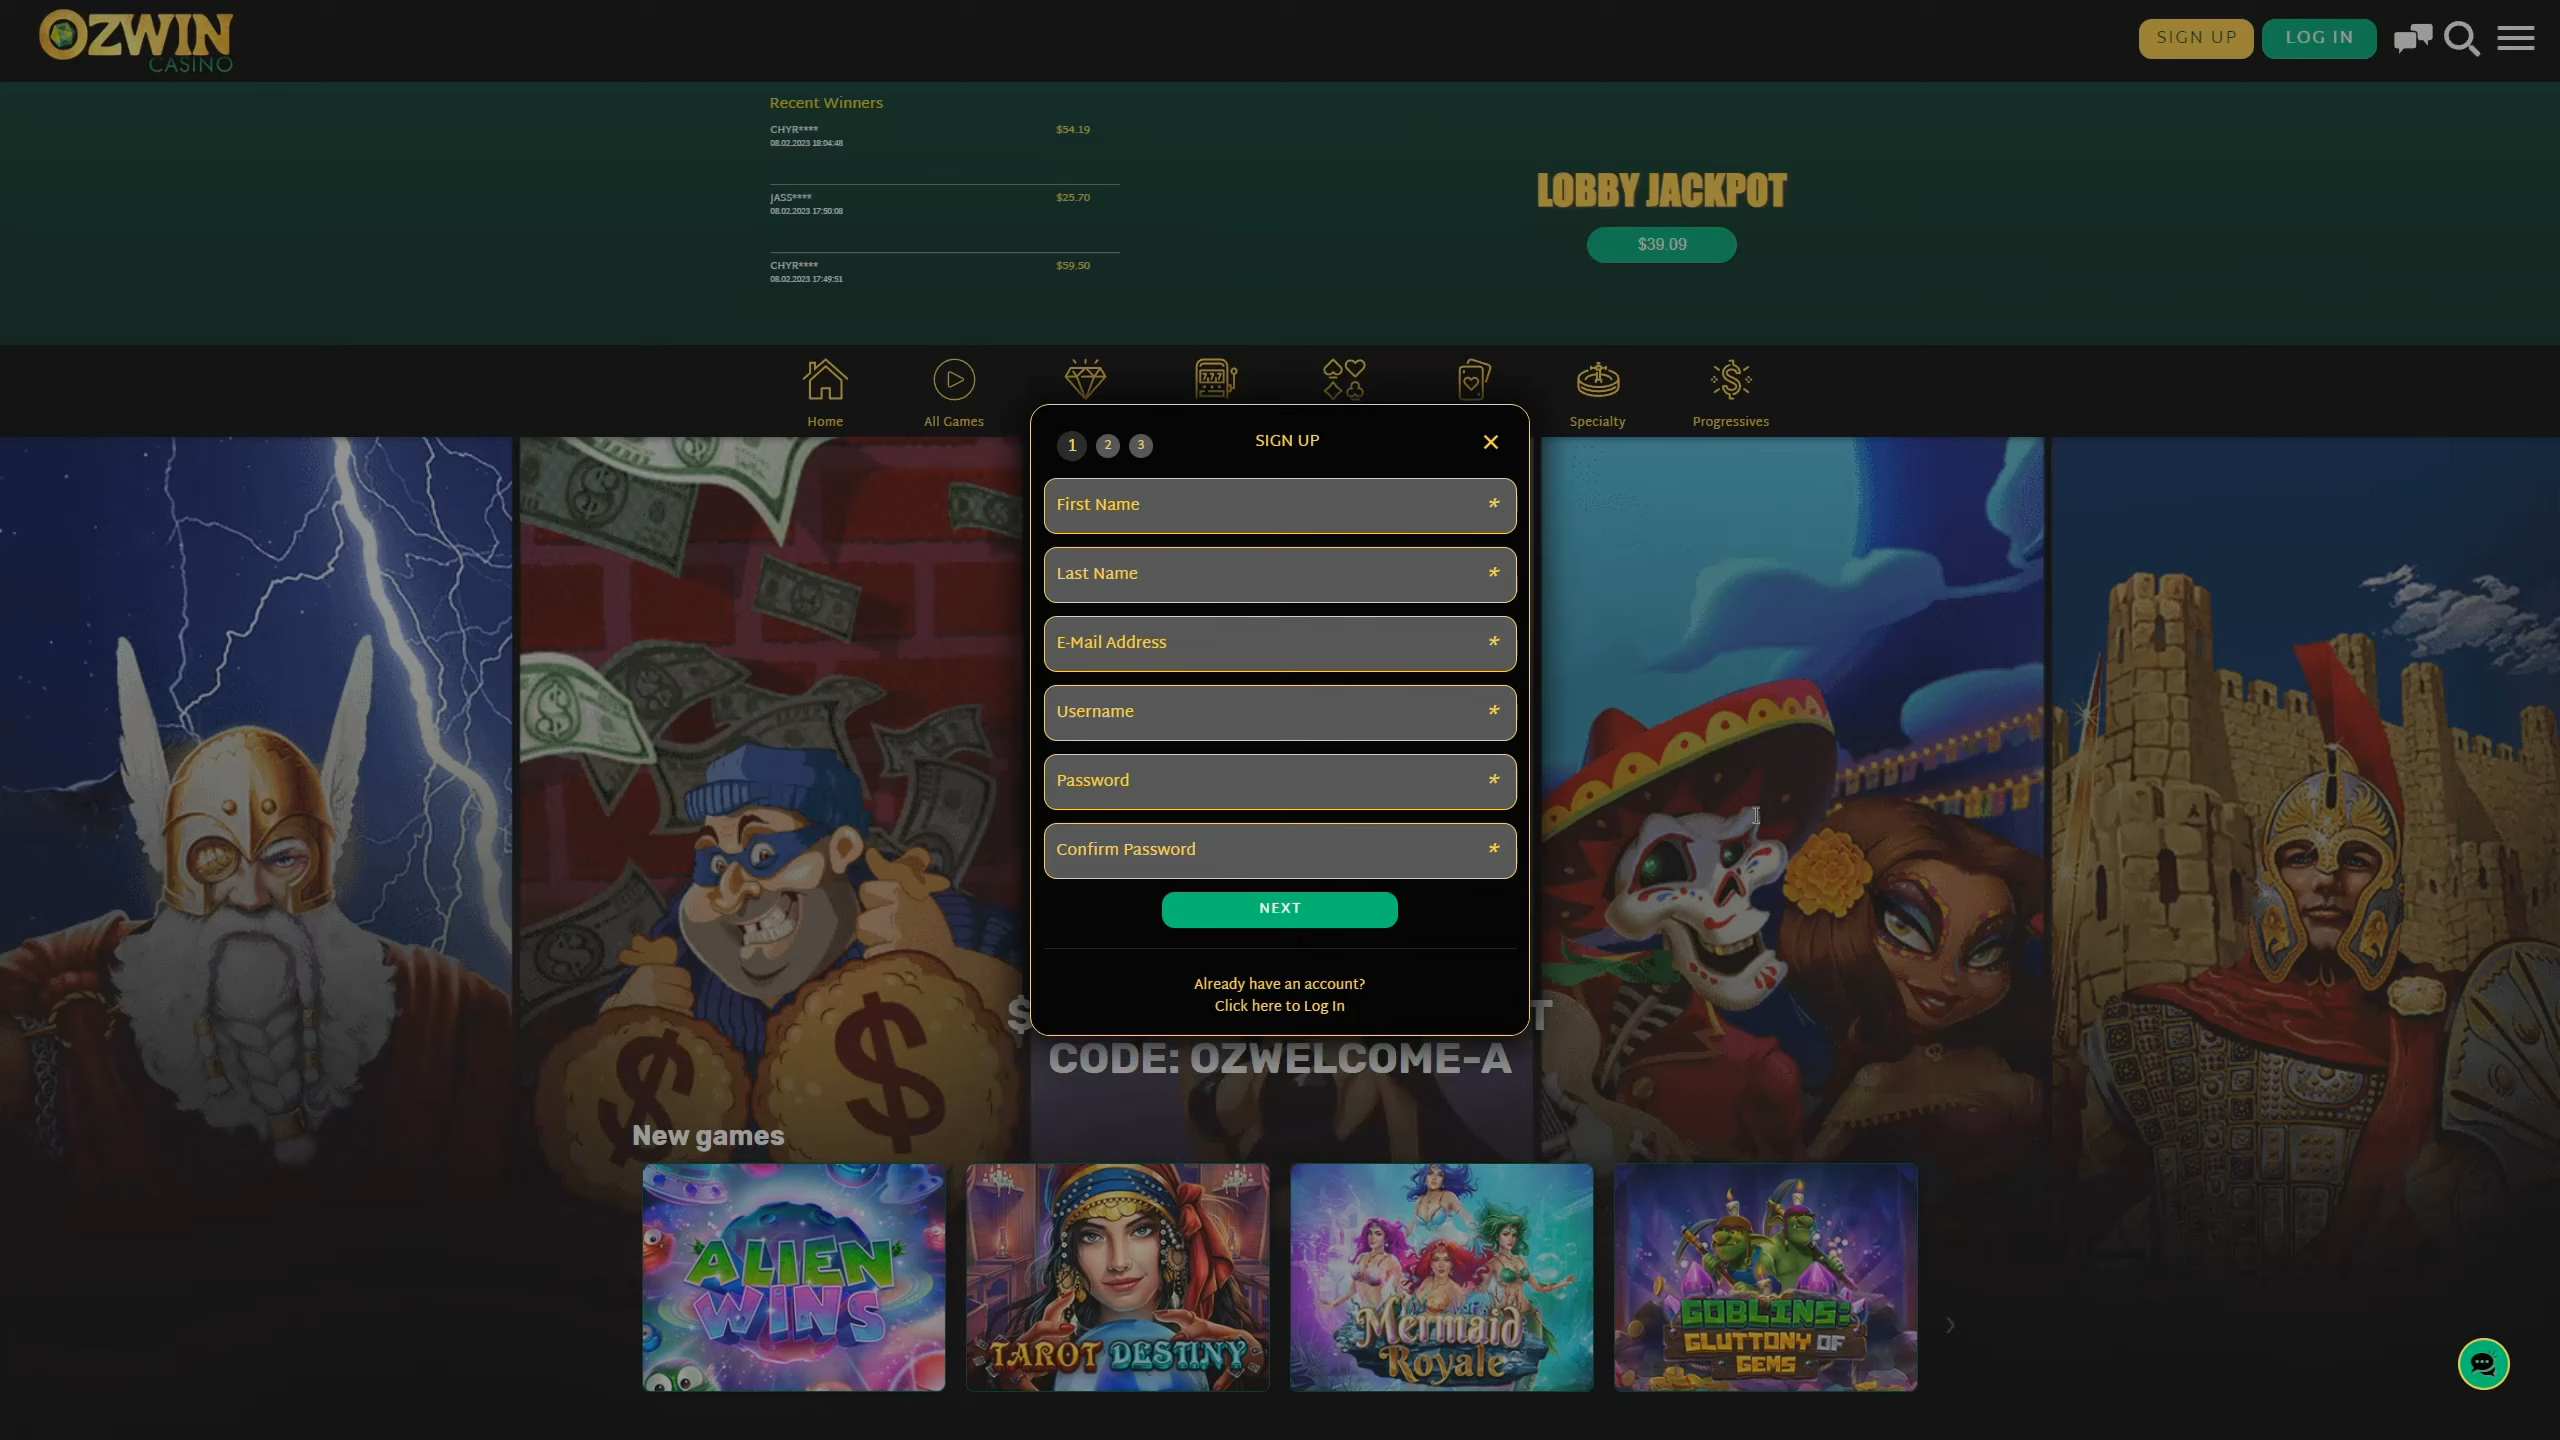 OZWIN
CASINO
SIGN UP
LOG IN
Recent Winners
CHYR**** $54.19
08.02.2023 18:04:48
JASS**** $25.70
08.02.2023 17:50:08
CHYR**** $59.50
08.02.2023 17:49:51
LOBBY JACKPOT
$39.09
777
Home
All Games
Specialty
Progressives
1 2 3
SIGN UP
First Name *
Last Name *
E-Mail Address *
Username *
Password *
Confirm Password *
NEXT
Already have an account?
Click here to Log In
$ T
CODE: OZWELCOME-A
New games
ALIEN
WINS
TAROT DESTINY
Mermaid
Royale
GOBLINS:
GLUTTONY OF
GEMS